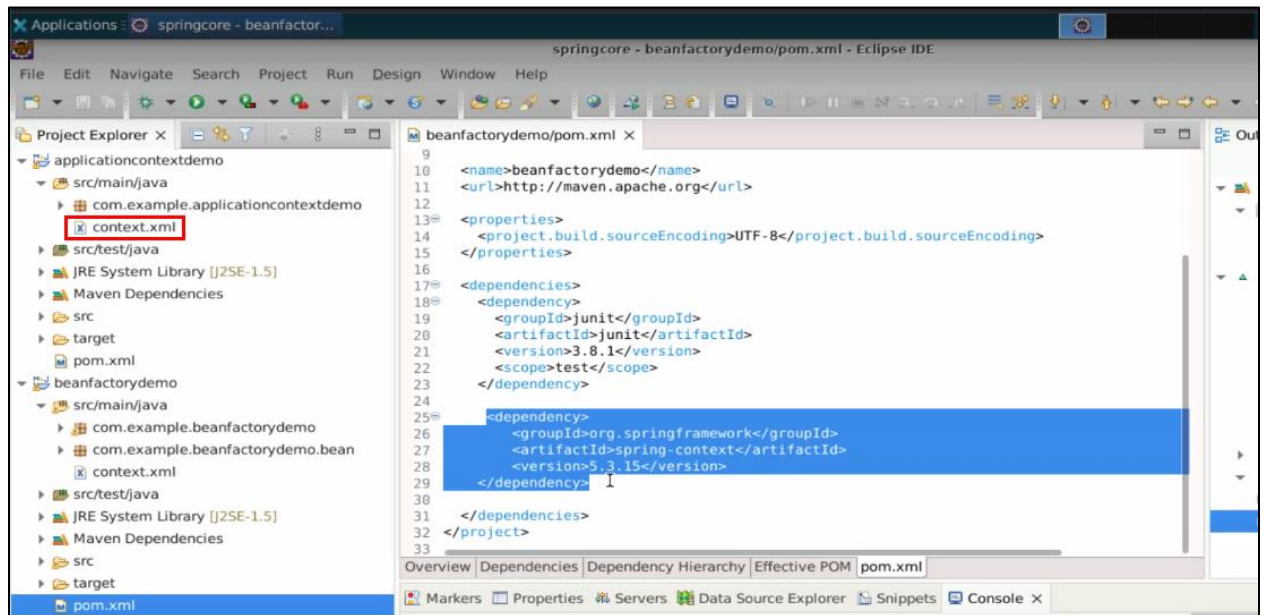 Applications springcore - beanfactor...
springcore - beanfactorydemo/pom.xml - Eclipse IDE
File Edit Navigate Search Project Run Design Window Help
Project Explorer
applicationcontextdemo
src/main/java
com.example.applicationcontextdemo
context.xml
src/test/java
JRE System Library [J2SE-1.5]
Maven Dependencies
src
target
pom.xml
beanfactorydemo
src/main/java
com.example.beanfactorydemo
com.example.beanfactorydemo.bean
context.xml
src/test/java
JRE System Library [J2SE-1.5]
Maven Dependencies
src
target
pom.xml
beanfactorydemo/pom.xml
9
10 <name>beanfactorydemo</name>
11 <url>http://maven.apache.org</url>
12
13 <properties>
14 <project.build.sourceEncoding>UTF-8</project.build.sourceEncoding>
15 </properties>
16
17 <dependencies>
18 <dependency>
19 <groupId>junit</groupId>
20 <artifactId>junit</artifactId>
21 <version>3.8.1</version>
22 <scope>test</scope>
23 </dependency>
24
25 <dependency>
26 <groupId>org.springframework</groupId>
27 <artifactId>spring-context</artifactId>
28 <version>5.3.15</version>
29 </dependency>
30
31 </dependencies>
32 </project>
33
Overview Dependencies Dependency Hierarchy Effective POM pom.xml
Markers Properties Servers Data Source Explorer Snippets Console
Ou